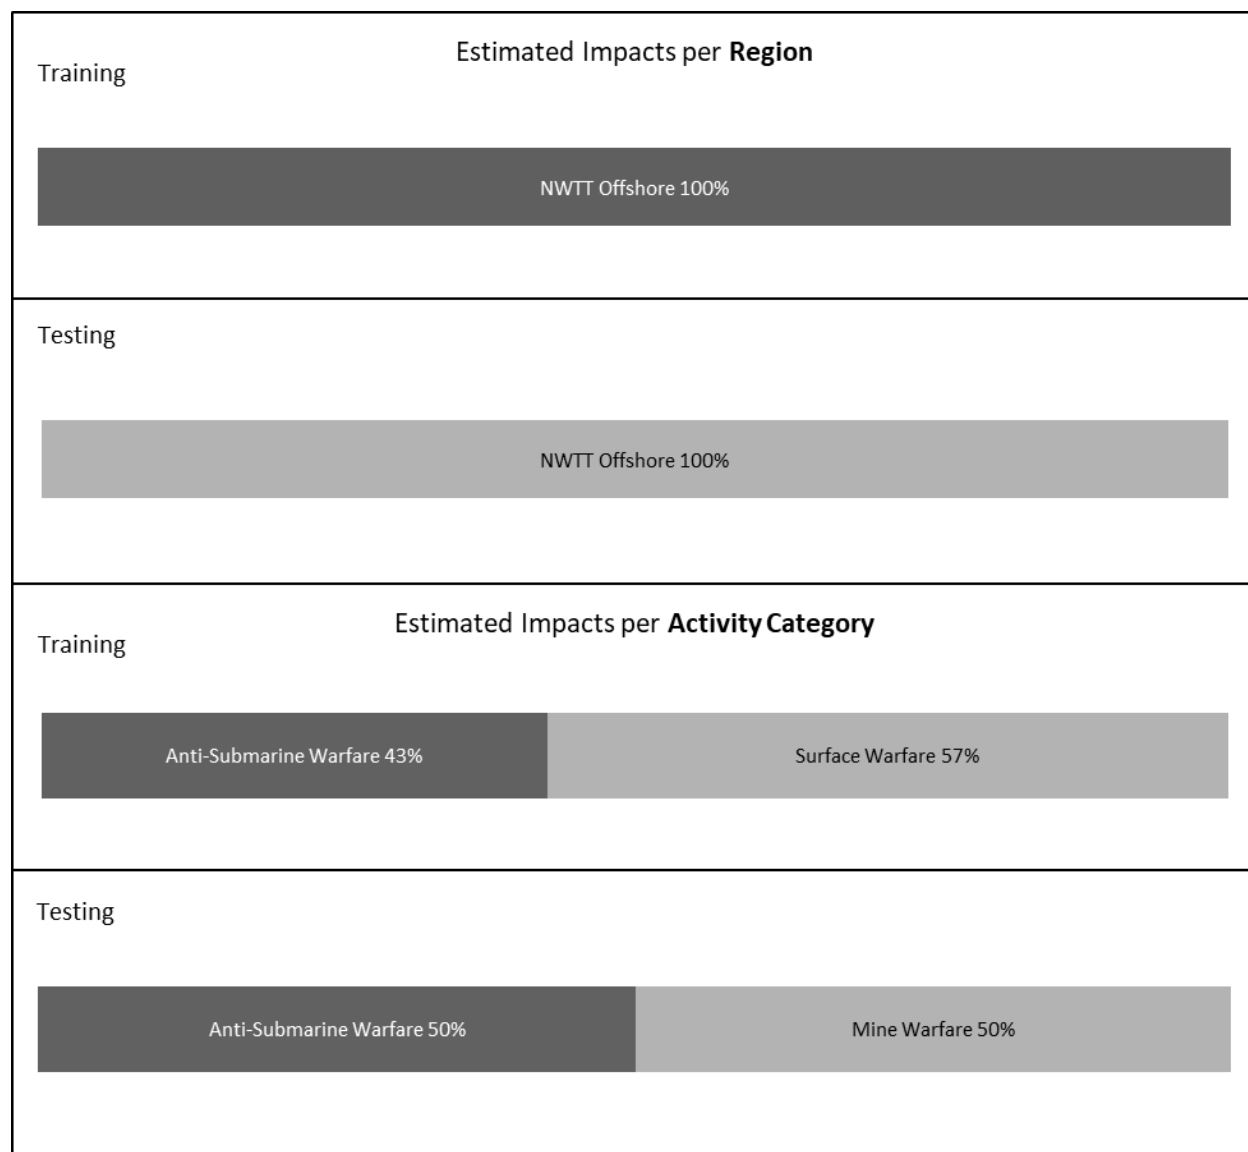 Estimated Impacts per Region
Training
NWTT Offshore 100%
Testing
NWTT Offshore 100%
Estimated Impacts per Activity Category
Training
Anti-Submarine Warfare 43%
Surface Warfare 57%
Testing
Anti-Submarine Warfare 50%
Mine Warfare 50%